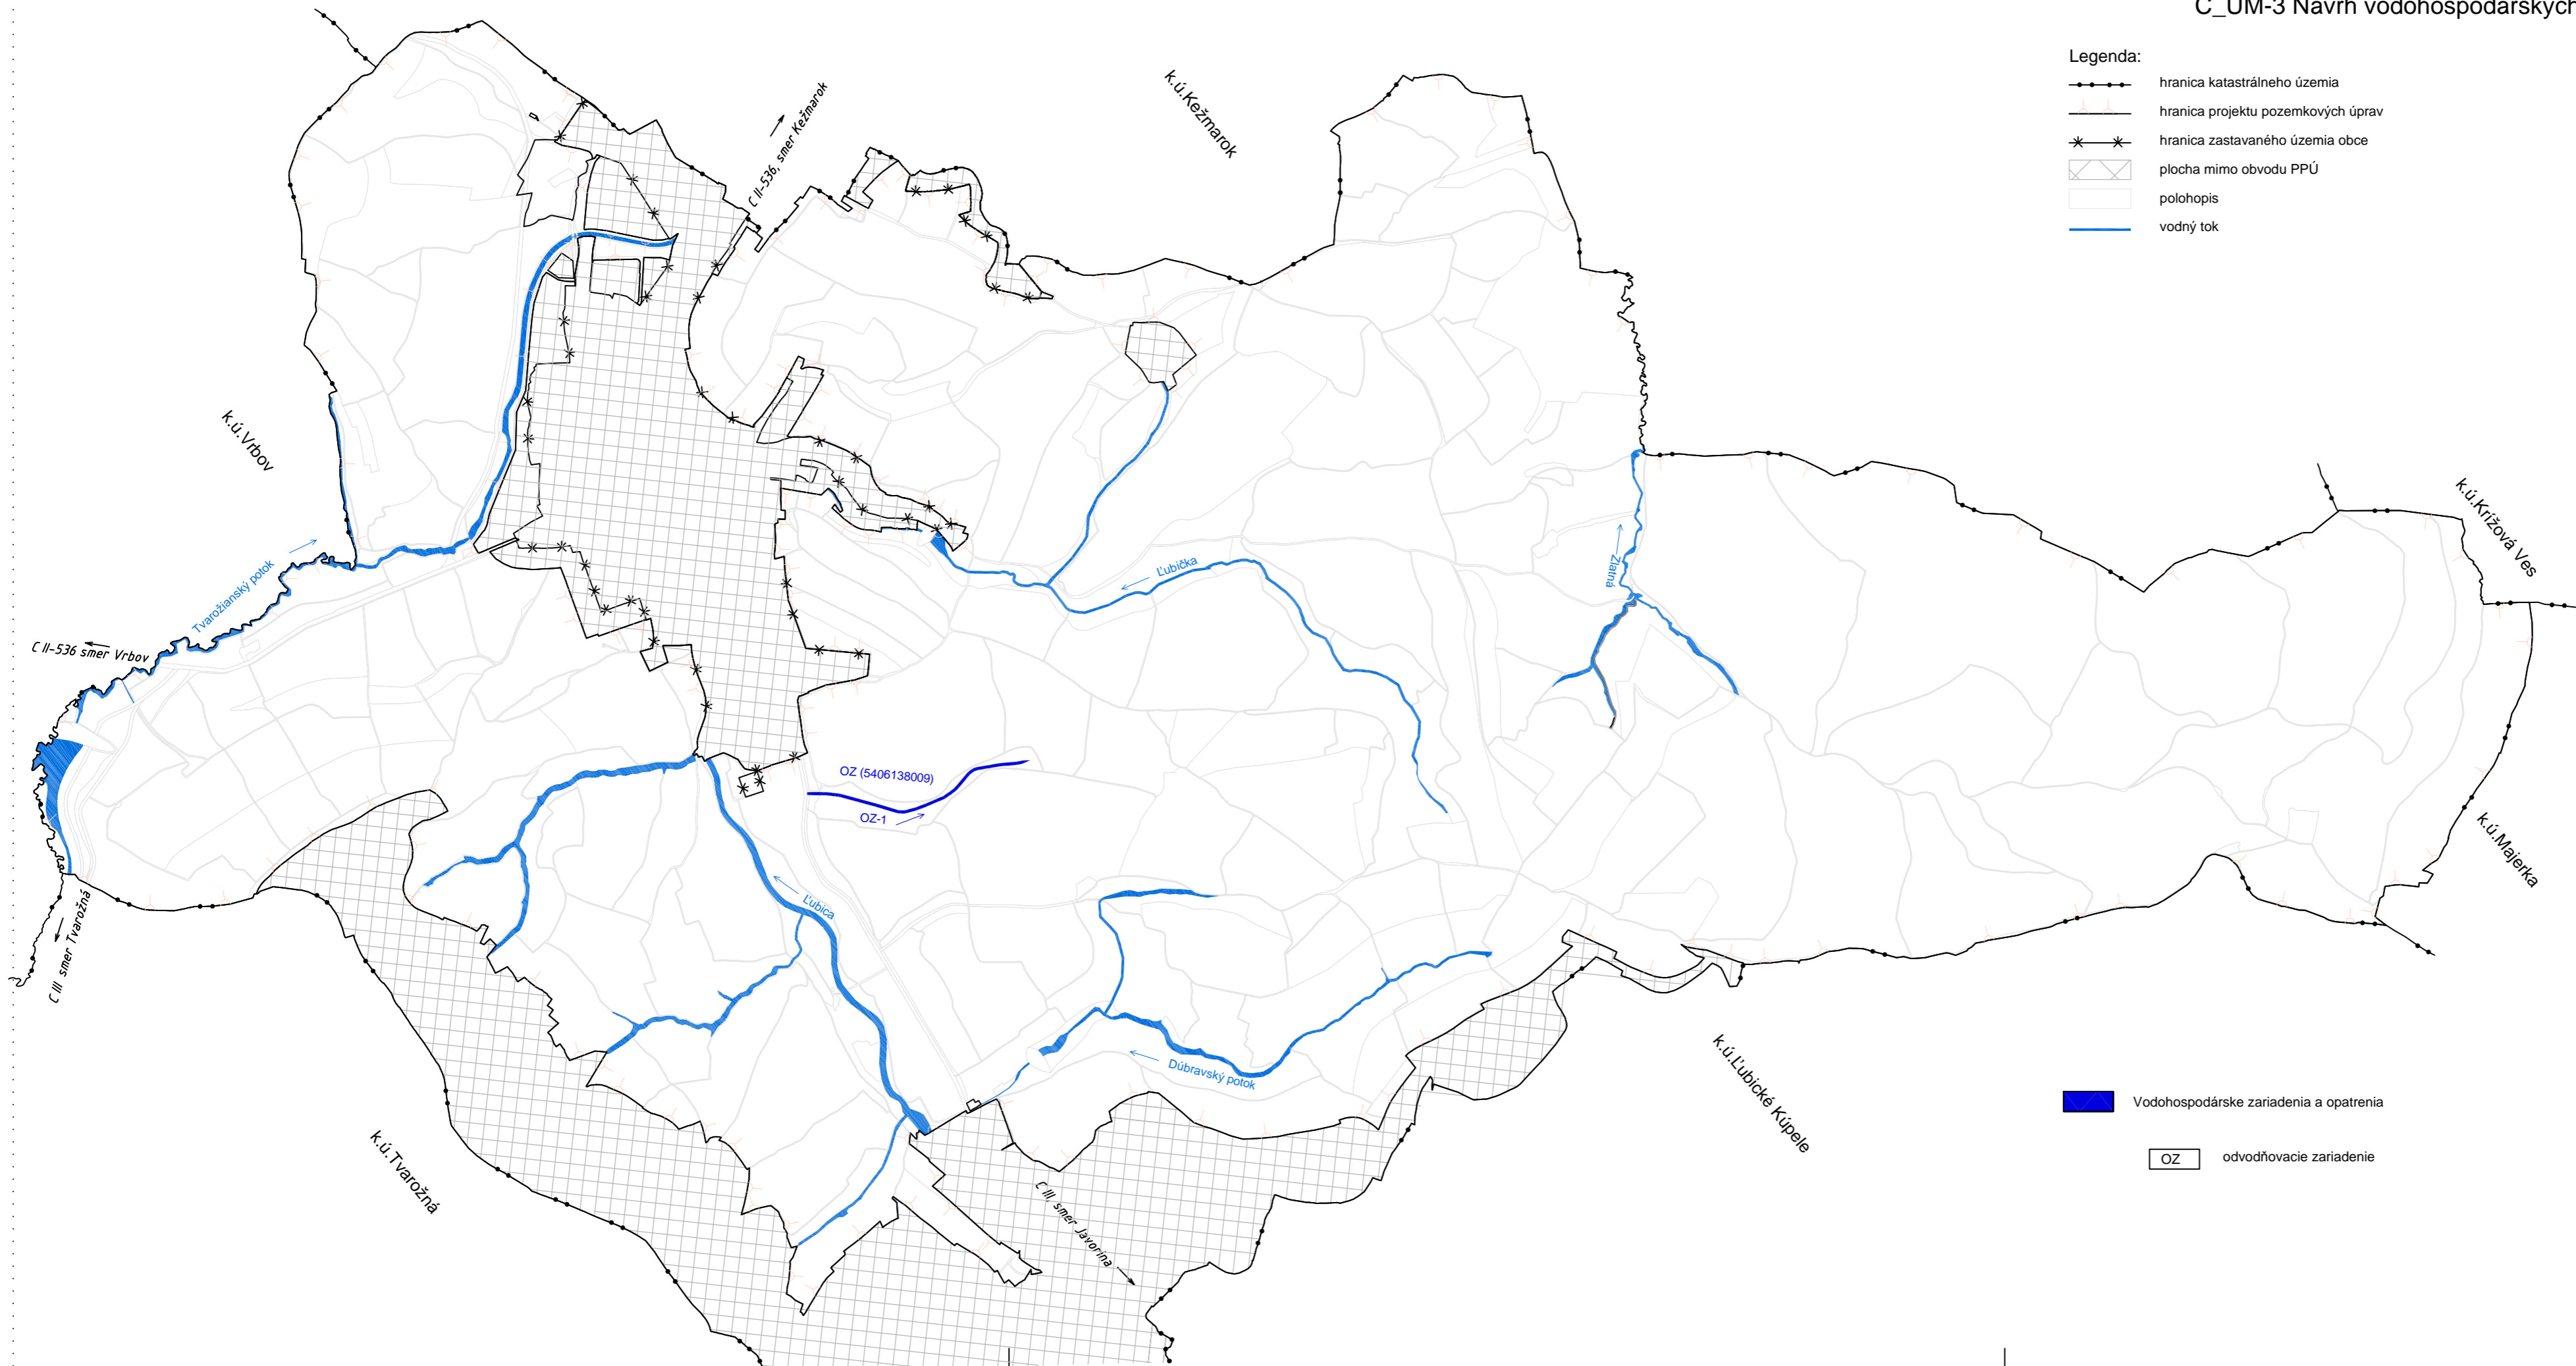 C_UM-3 Návrh vodohospodárskych
Legenda:
hranica katastrálneho územia
hranica projektu pozemkových úprav
hranica zastavaného územia obce
plocha mimo obvodu PPÚ
polohopis
vodný tok
k.ú.Kežmarok
C II-536, smer Kežmarok
k.ú.Vrbov
k.ú.Krížová Ves
Tvarožianský potok
Ľubička
Zlatná
C II-536 smer Vrbov
OZ (5406138009)
OZ-1
k.ú.Majerka
Ľubica
C III smer Tvarožná
Dúbravský potok
k.ú.Ľubické Kúpele
Vodohospodárske zariadenia a opatrenia
OZ
odvodňovacie zariadenie
k.ú.Tvarožná
C III, smer Javorina